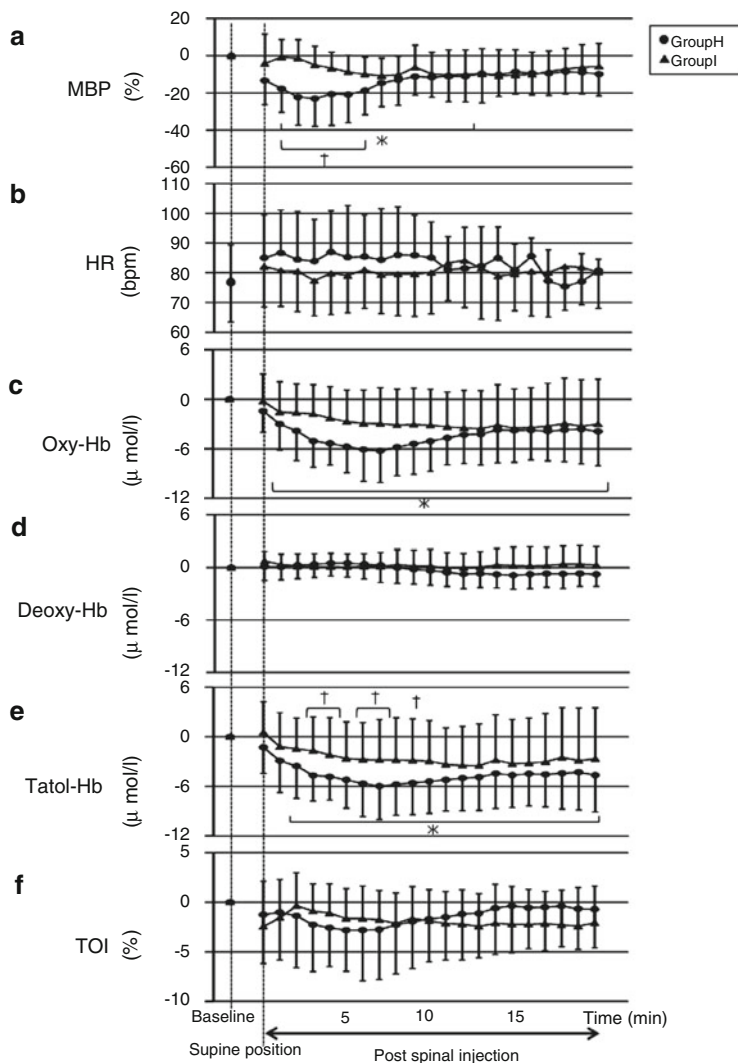 GroupH
GroupI
a
MBP (%)
20
0
-20
-40
-60
*
†
b
HR (bpm)
110
100
90
80
70
60
c
Oxy-Hb (μ mol/l)
6
0
-6
-12
*
d
Deoxy-Hb (μ mol/l)
6
0
-6
-12
e
Tatol-Hb (μ mol/l)
6
0
-6
-12
† † †
*
f
TOI (%)
5
0
-5
-10
Baseline 5 10 15 Time (min)
Supine position Post spinal injection